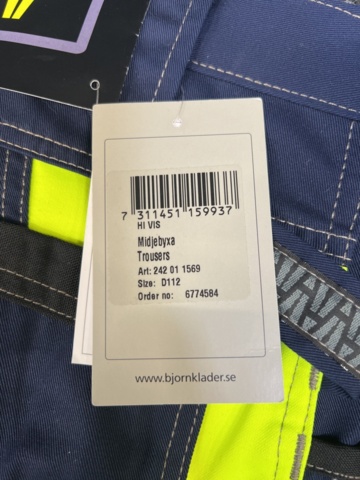 7 311451 159937
HI VIS
Midjebyxa
Trousers
Art: 242 01 1569
Size: D112
Order no: 6774584
www.bjornklader.se